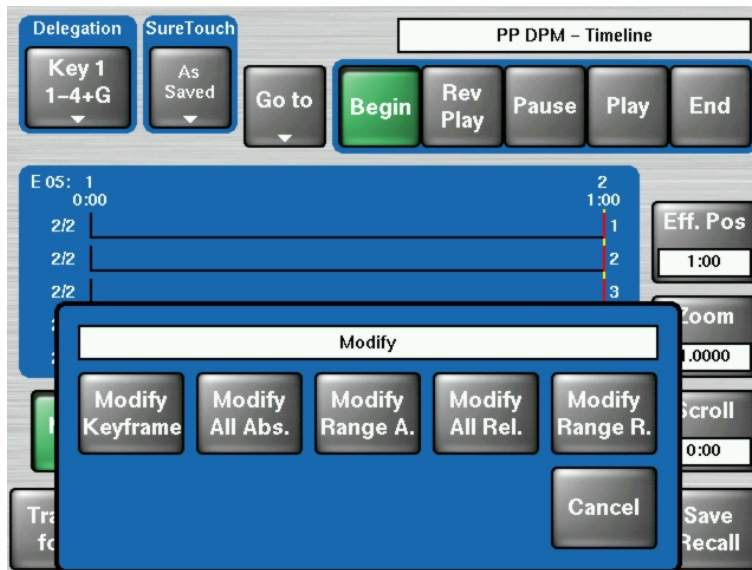 Delegation
SureTouch
PP DPM – Timeline
Key 1
1–4+G
As
Saved
Go to
Begin
Rev
Play
Pause
Play
End
E 05: 1 2
0:00 1:00
2/2 1
2/2 2
2/2 3
Eff. Pos
1:00
Zoom
.0000
Scroll
0:00
Modify
Modify
Keyframe
Modify
All Abs.
Modify
Range A.
Modify
All Rel.
Modify
Range R.
Cancel
Save
Recall